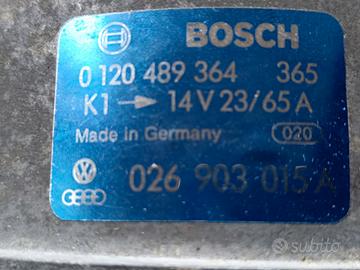 BOSCH
0 120 489 364 365
K1 → 14V 23/65A
Made in Germany 020
026 903 015 A
subito